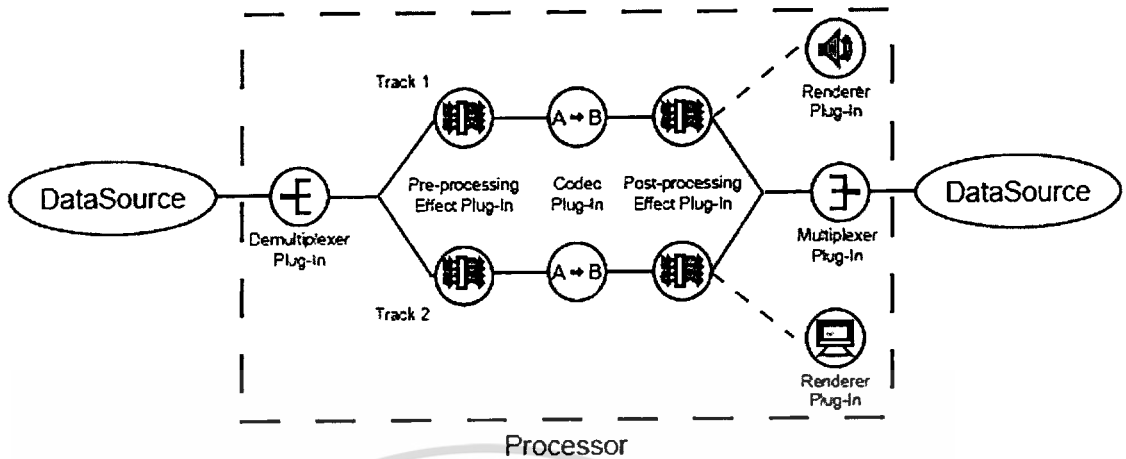 Track 1
Renderer
Plug-In
A → B
DataSource
Demultiplexer
Plug-In
Pre-processing
Effect Plug-In
Codec
Plug-In
Post-processing
Effect Plug-In
Multiplexer
Plug-In
DataSource
A → B
Track 2
Renderer
Plug-In
Processor